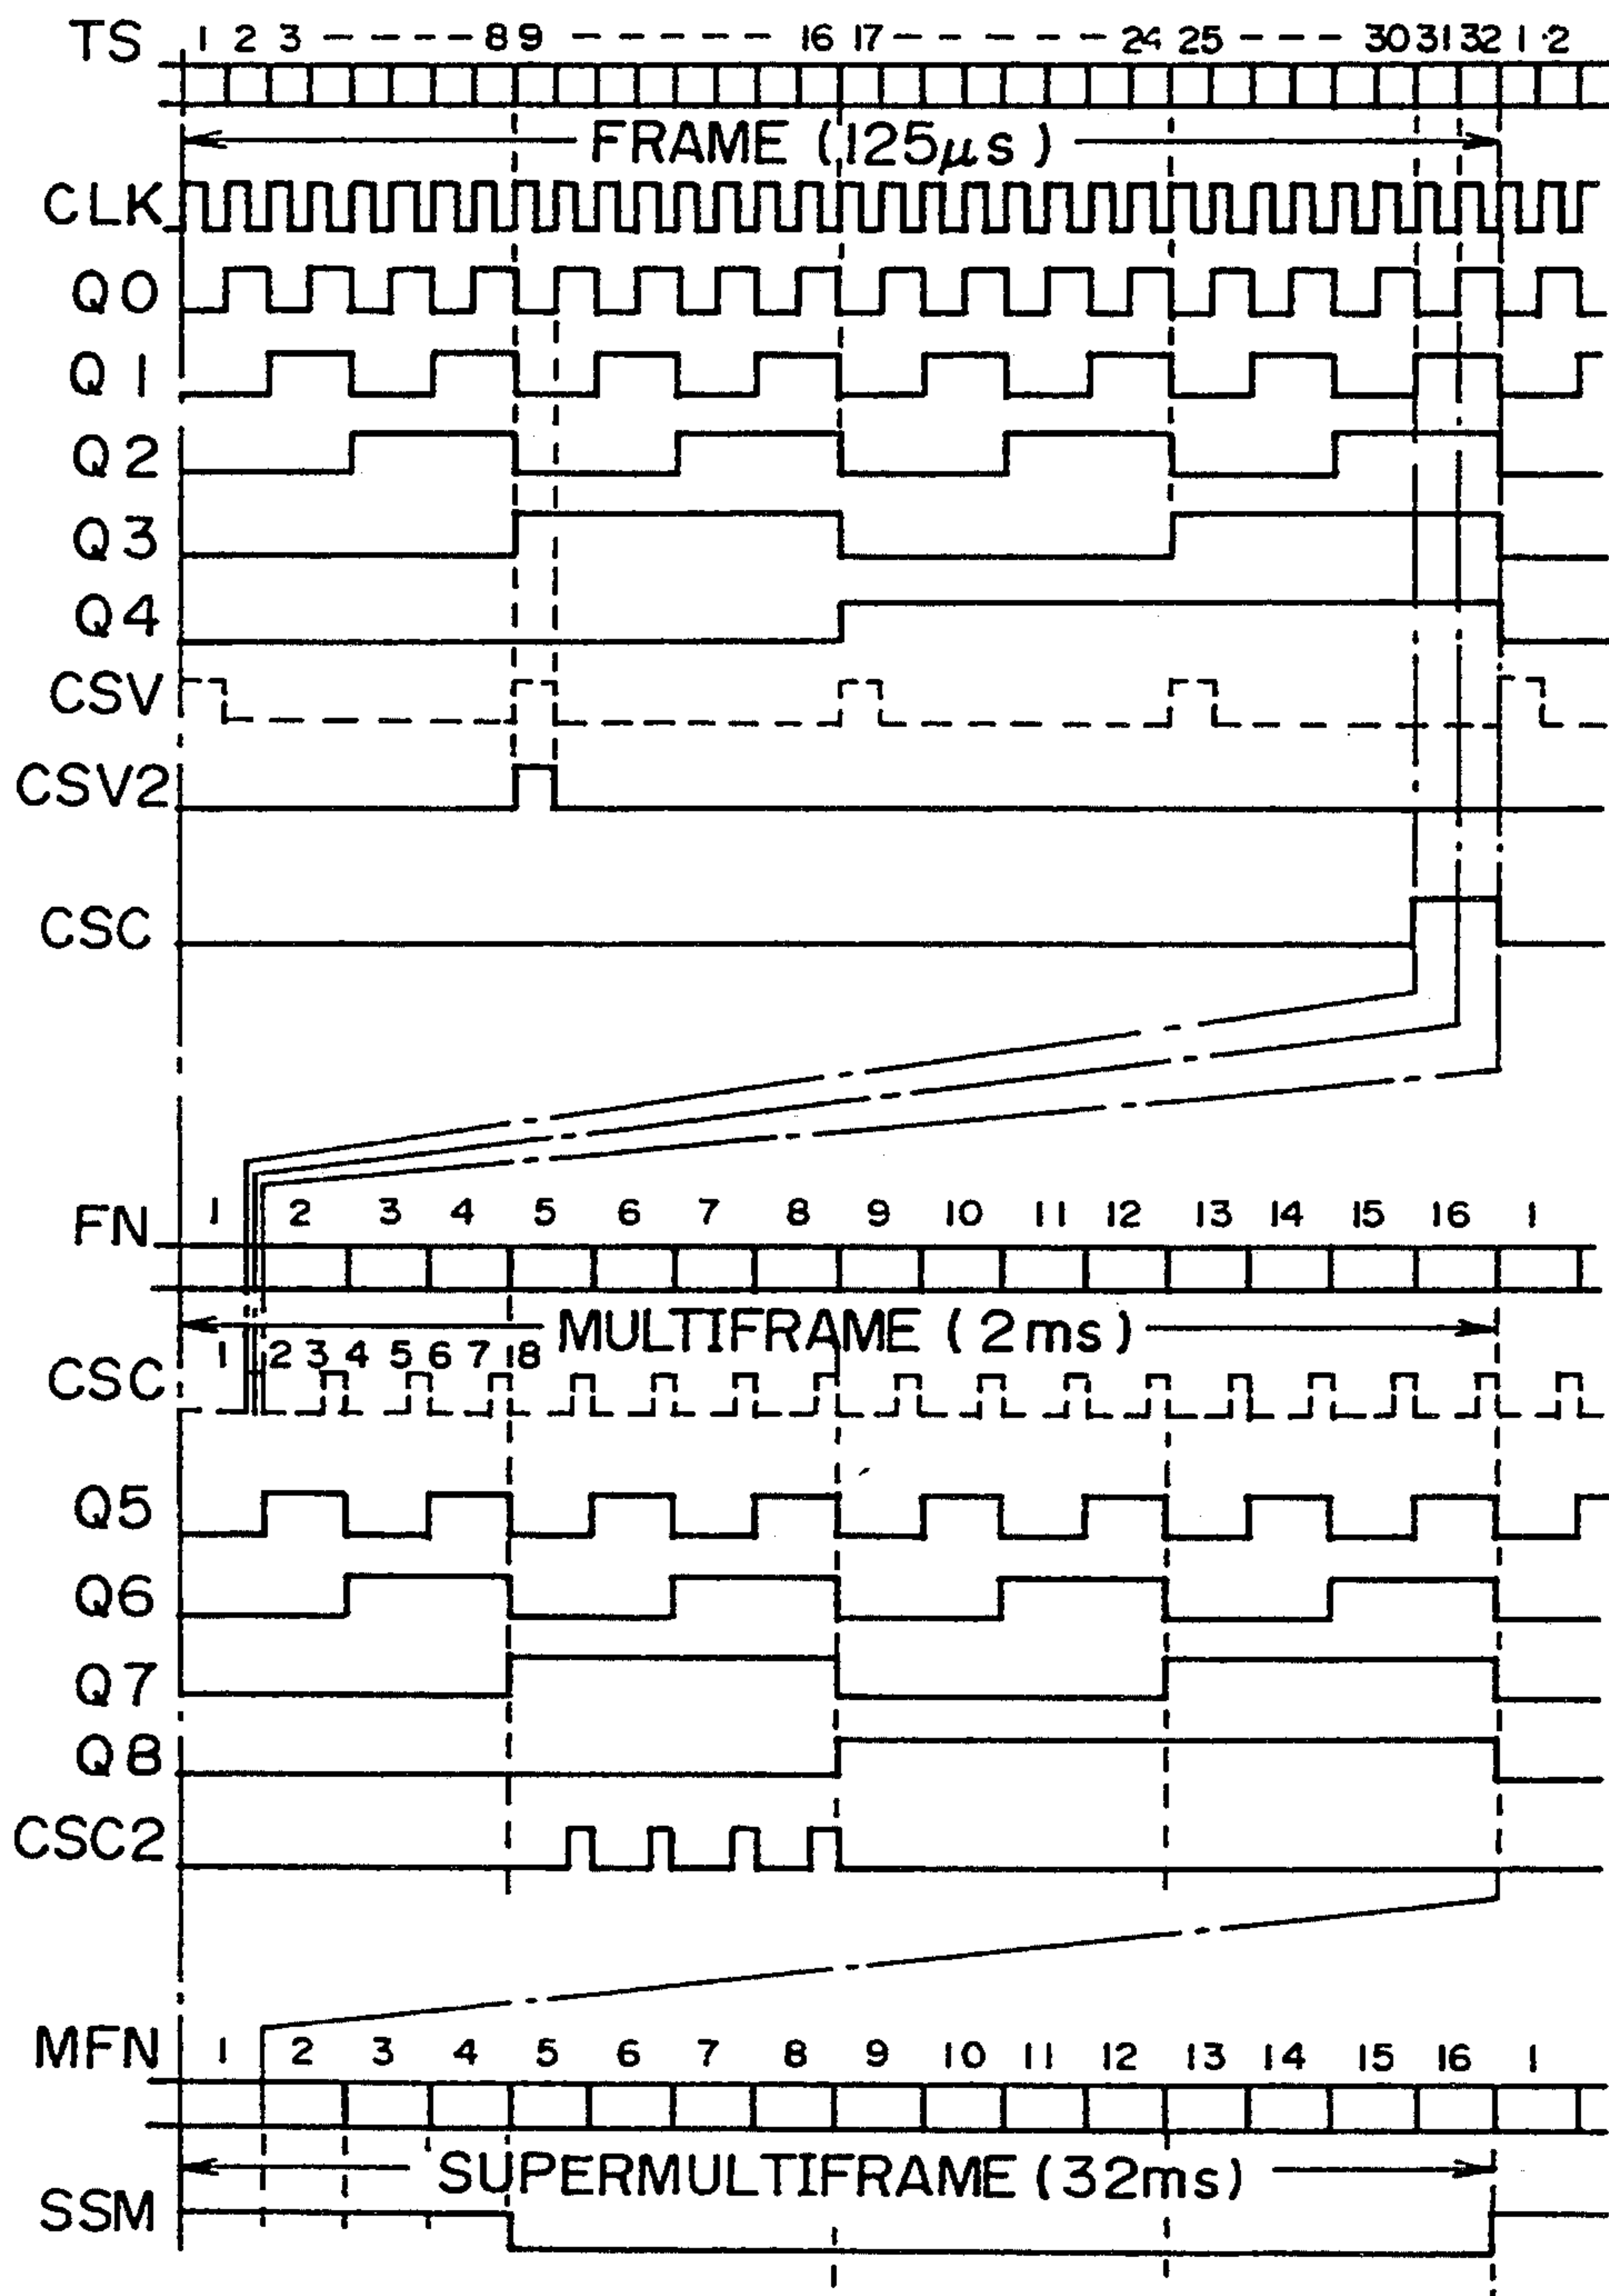 TS 1 2 3 8 9 16 17 24 25 30 31 32 1 2
FRAME (125μs)
CLK
Q0
Q1
Q2
Q3
Q4
CSV
CSV2
CSC
FN 1 2 3 4 5 6 7 8 9 10 11 12 13 14 15 16 1
MULTIFRAME (2ms)
CSC 1 2 3 4 5 6 7 8
Q5
Q6
Q7
Q8
CSC2
MFN 1 2 3 4 5 6 7 8 9 10 11 12 13 14 15 16 1
SUPERMULTIFRAME (32ms)
SSM